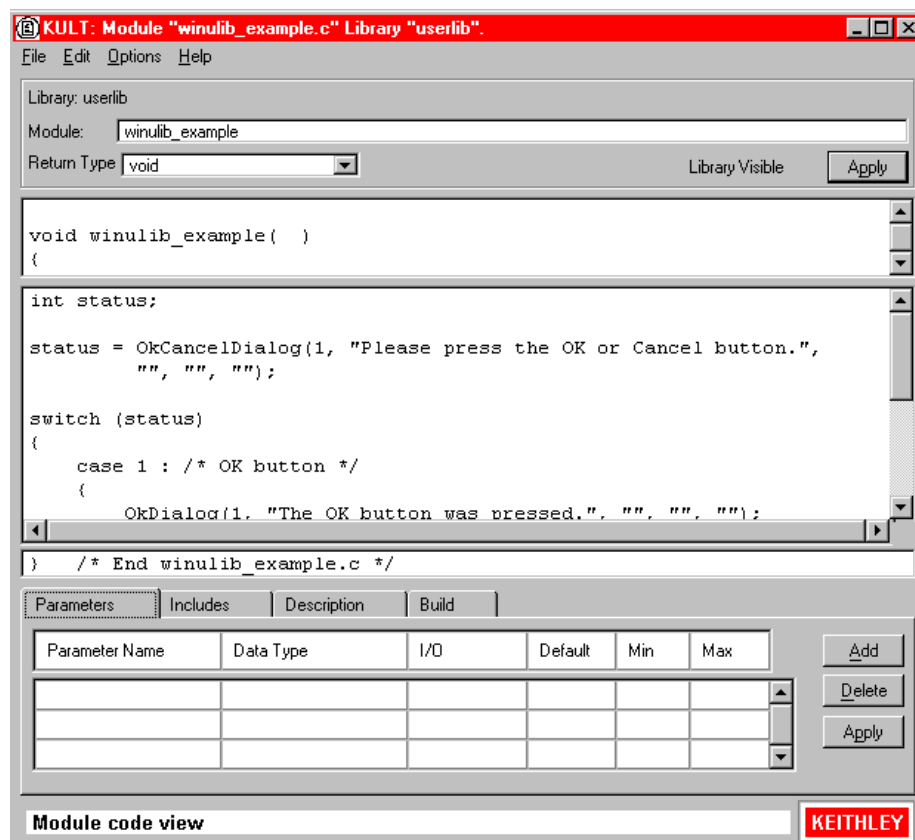 KULT: Module "winulib_example.c" Library "userlib".
File Edit Options Help
Library: userlib
Module: winulib_example
Return Type void Library Visible Apply
void winulib_example( )
{
int status;
status = OkCancelDialog(1, "Please press the OK or Cancel button.",
"", "", "");
switch (status)
{
case 1 : /* OK button */
{
OkDialog(1, "The OK button was pressed.", "", "", "");
} /* End winulib_example.c */
Parameters Includes Description Build
Parameter Name Data Type I/O Default Min Max
Add
Delete
Apply
Module code view KEITHLEY